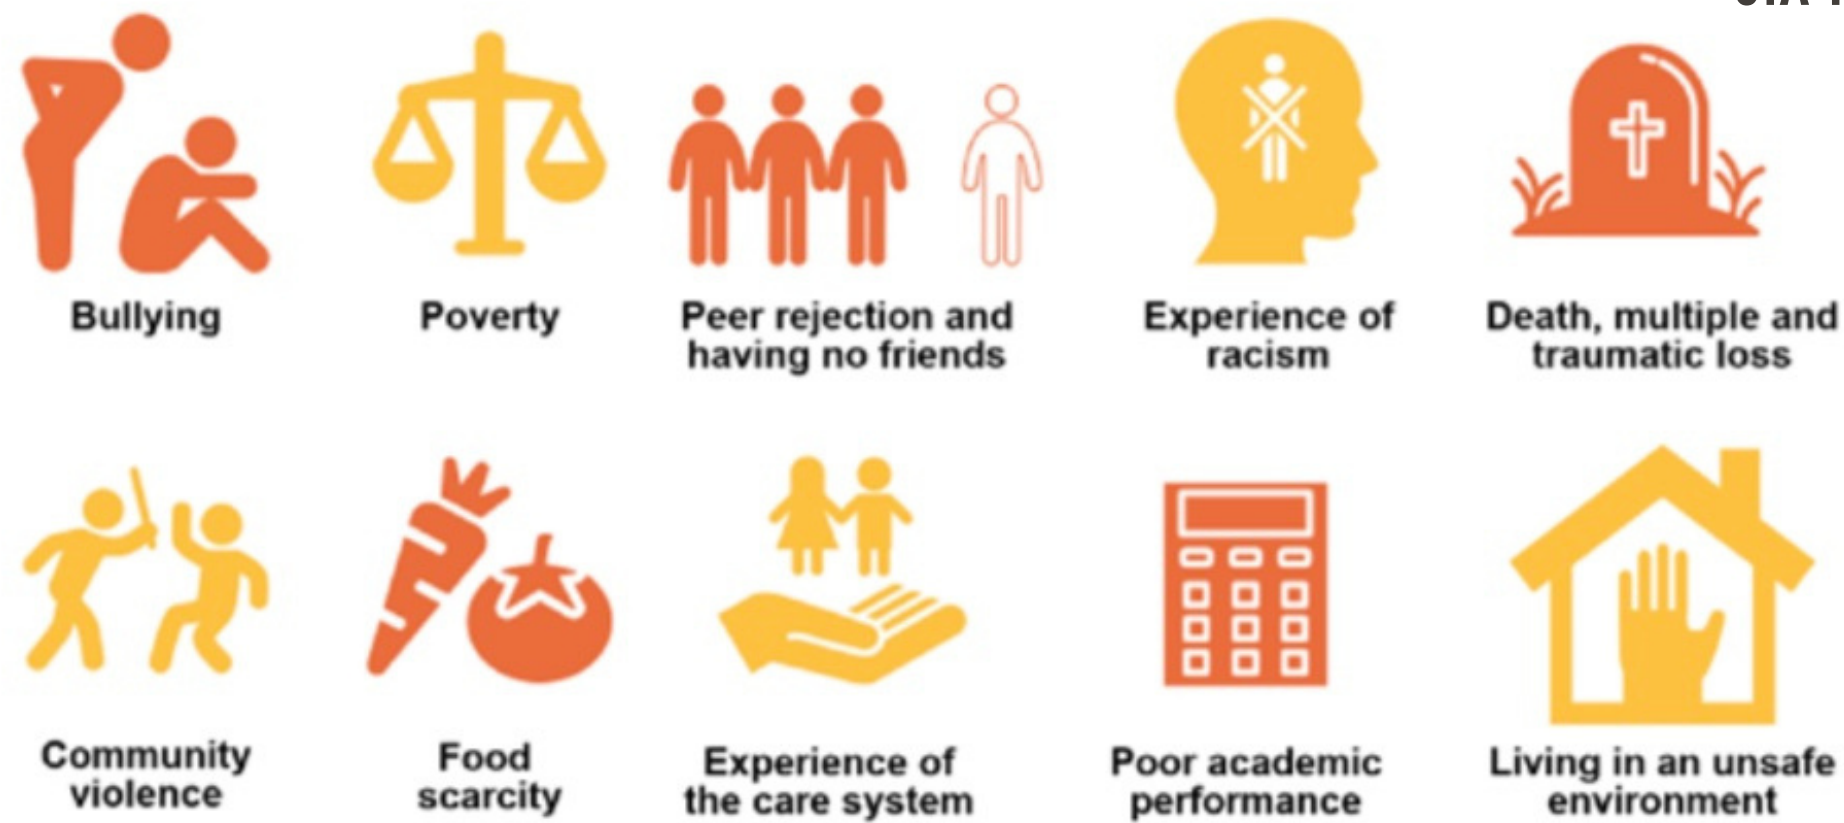 Bullying
Poverty
Peer rejection and
having no friends
Experience of
racism
Death, multiple and
traumatic loss
Community
violence
Food
scarcity
Experience of
the care system
Poor academic
performance
Living in an unsafe
environment